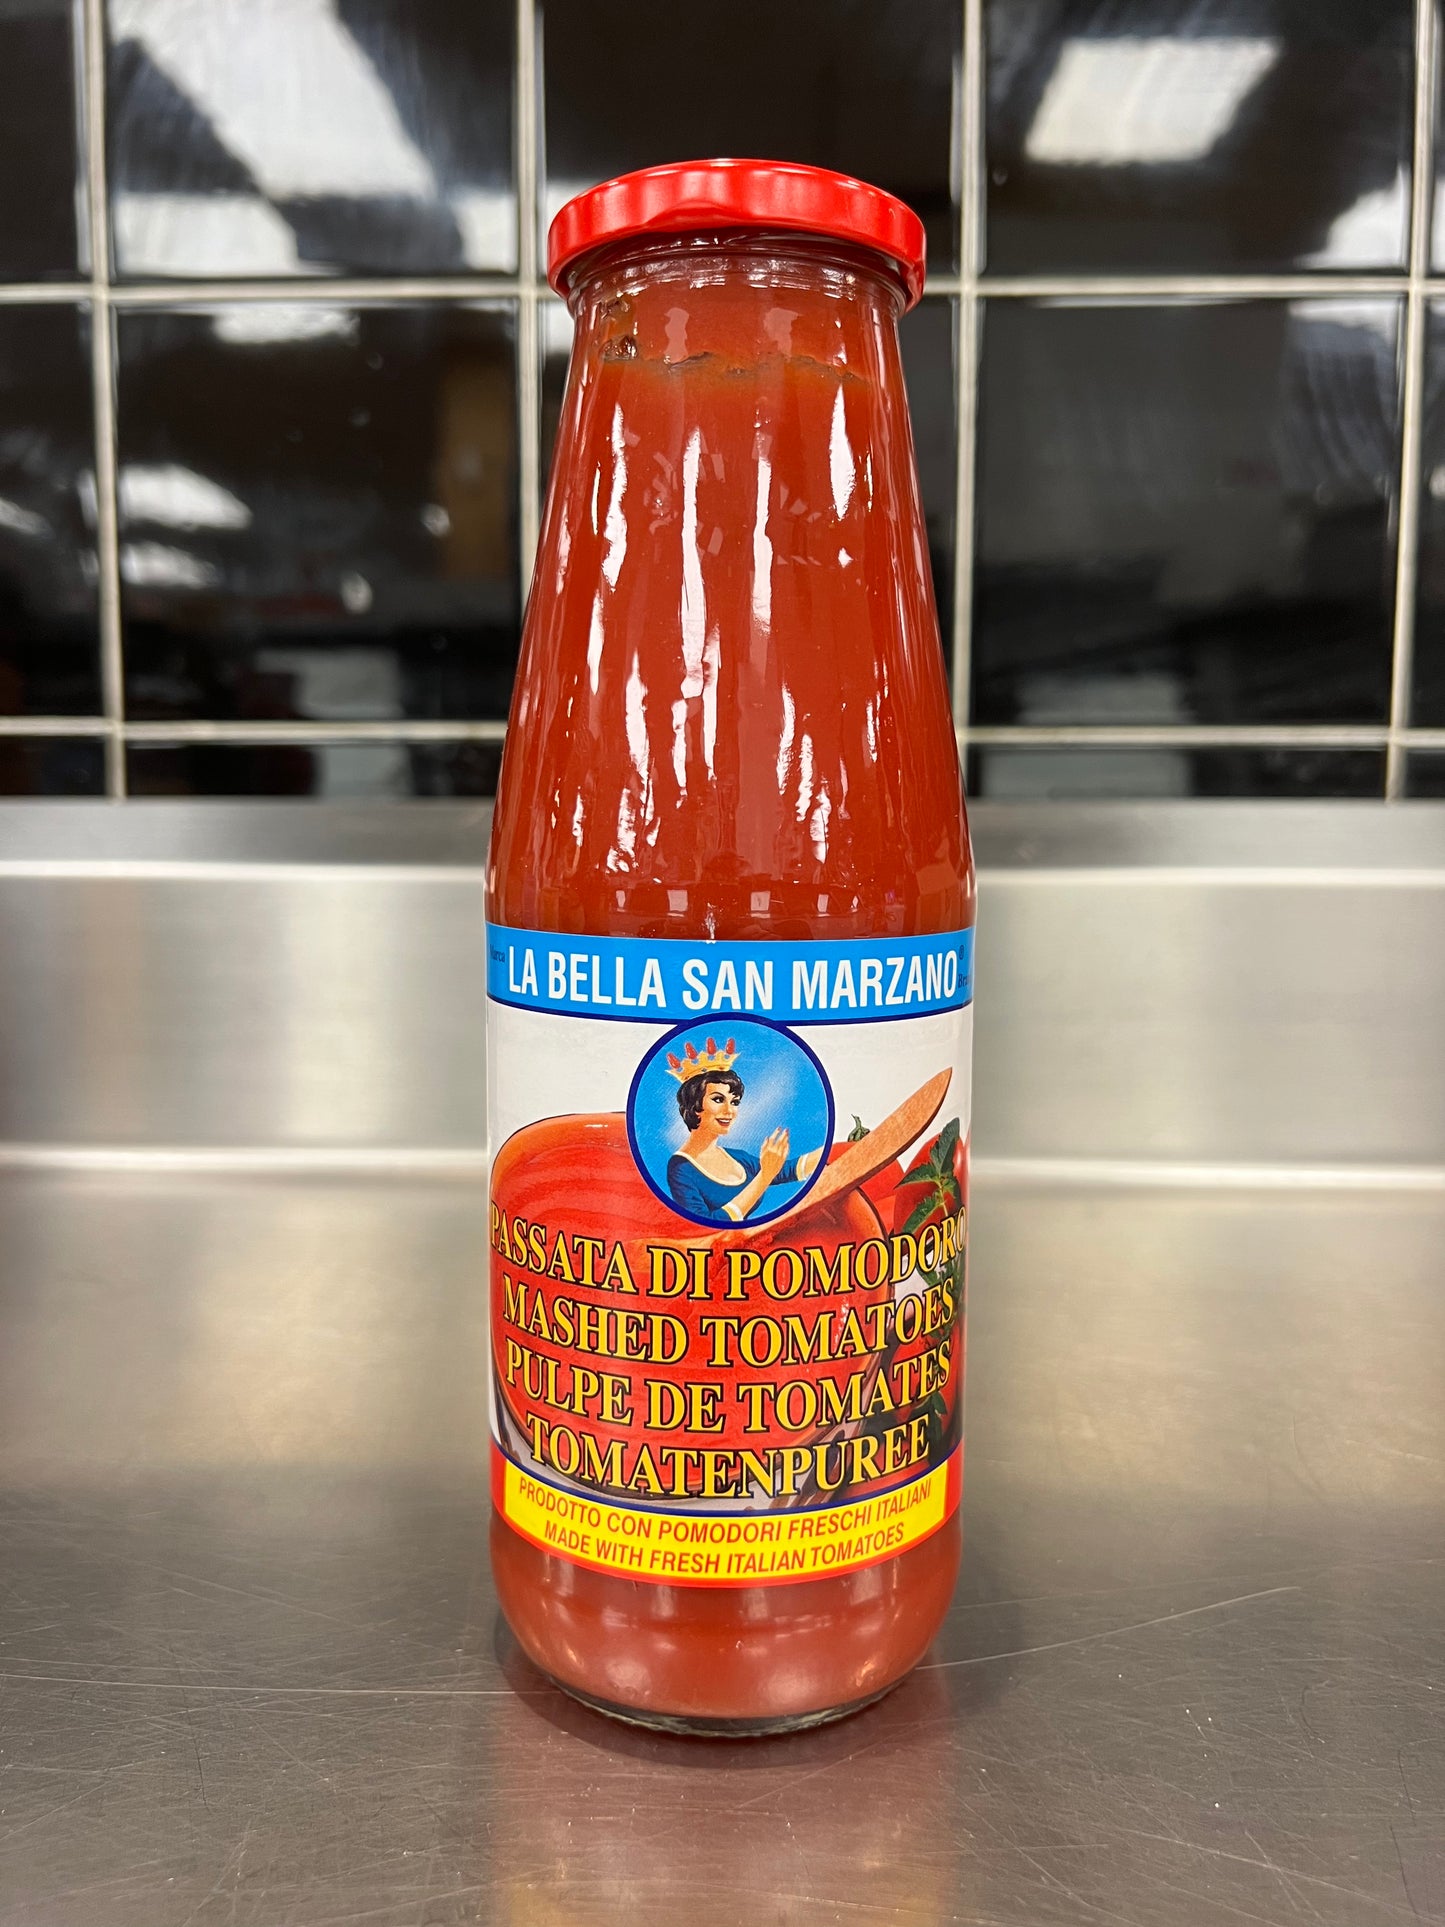 Marca LA BELLA SAN MARZANO ®
PASSATA DI POMODORO
MASHED TOMATOES
PULPE DE TOMATES
TOMATENPUREE
PRODOTTO CON POMODORI FRESCHI ITALIANI
MADE WITH FRESH ITALIAN TOMATOES